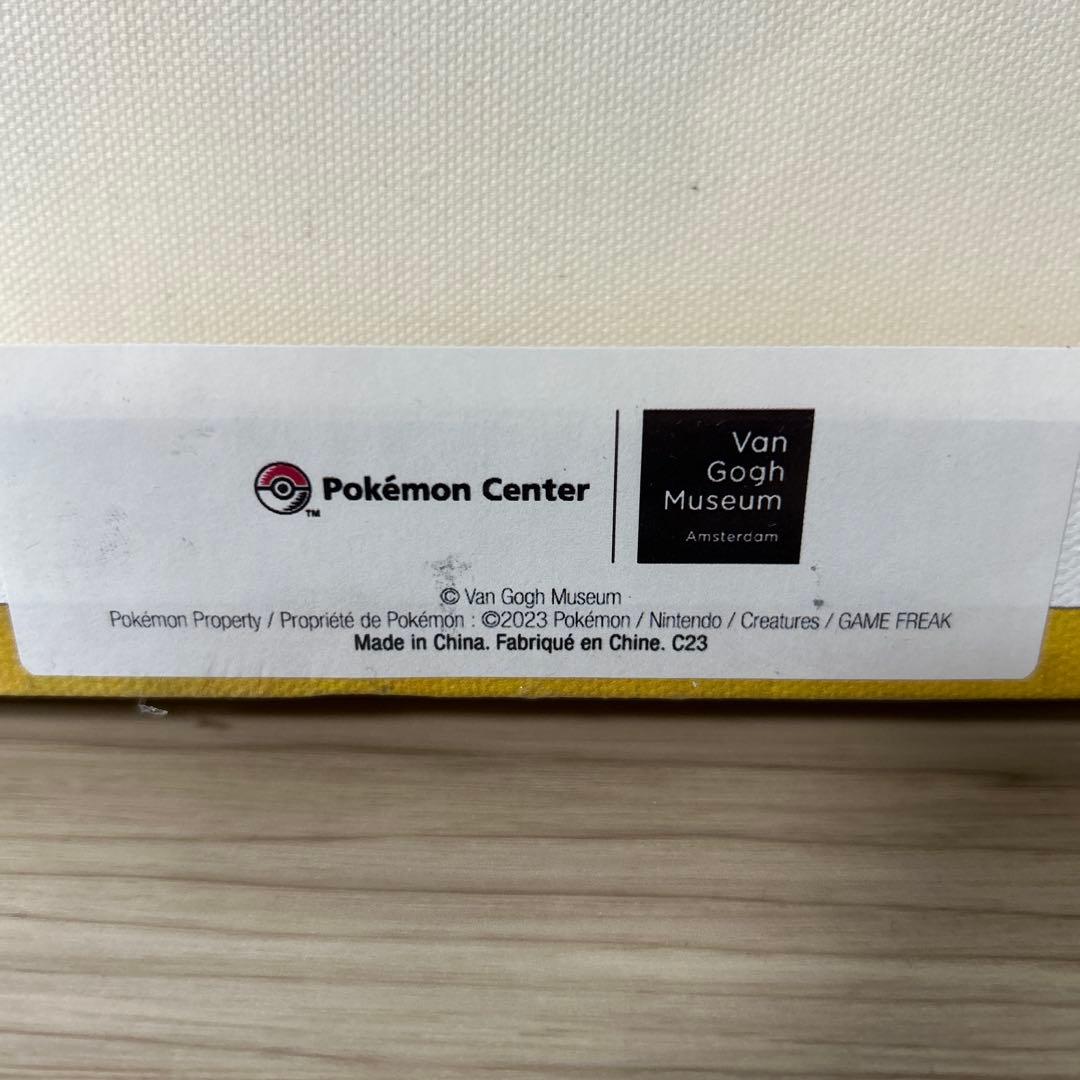 Pokémon Center
TM
Van
Gogh
Museum
Amsterdam
© Van Gogh Museum
Pokémon Property / Propriété de Pokémon : ©2023 Pokémon / Nintendo / Creatures / GAME FREAK
Made in China. Fabriqué en Chine. C23